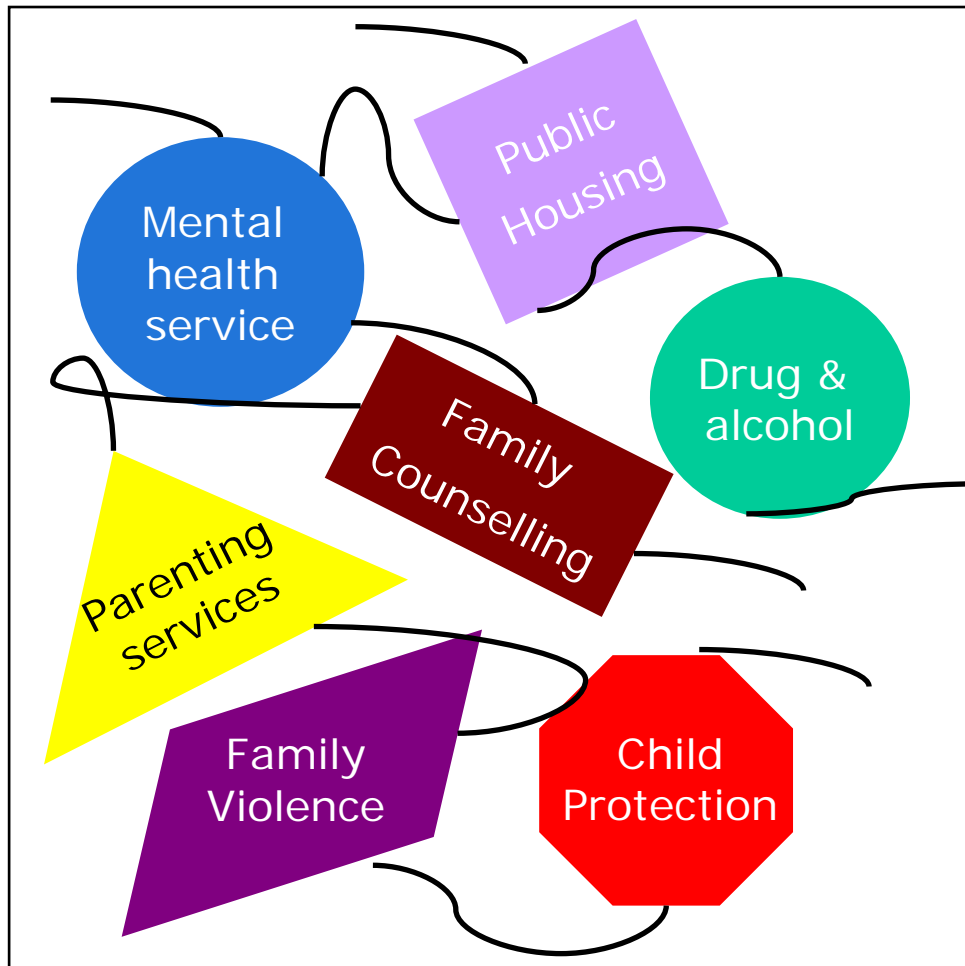 Public
Housing
Mental
health
service
Drug &
alcohol
Family
Counselling
Parenting
services
Family
Violence
Child
Protection